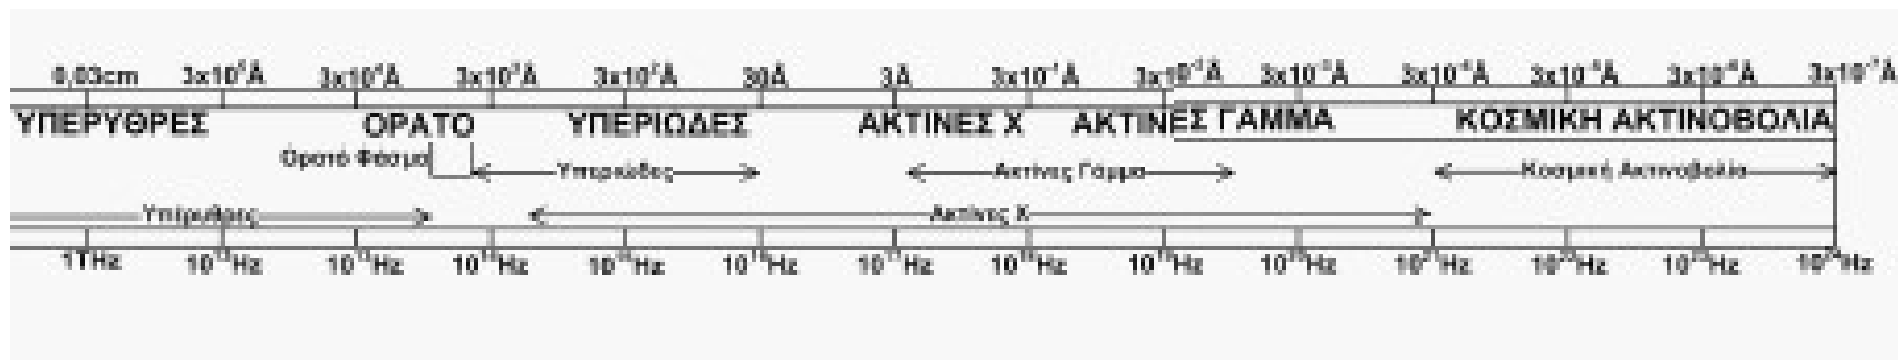 0,03cm 3x10⁵Å 3x10⁴Å 3x10³Å 3x10²Å 30Å 3Å 3x10⁻¹Å 3x10⁻²Å 3x10⁻³Å 3x10⁻⁴Å 3x10⁻⁵Å 3x10⁻⁶Å 3x10⁻⁷Å
ΥΠΕΡΥΘΡΕΣ ΟΡΑΤΟ ΥΠΕΡΙΩΔΕΣ ΑΚΤΙΝΕΣ Χ ΑΚΤΙΝΕΣ ΓΑΜΜΑ ΚΟΣΜΙΚΗ ΑΚΤΙΝΟΒΟΛΙΑ
Ορατό Φάσμα Υπεριώδες Ακτίνες Γάμμα Κοσμική Ακτινοβολία
Υπέρυθρες Ακτίνες Χ
1THz